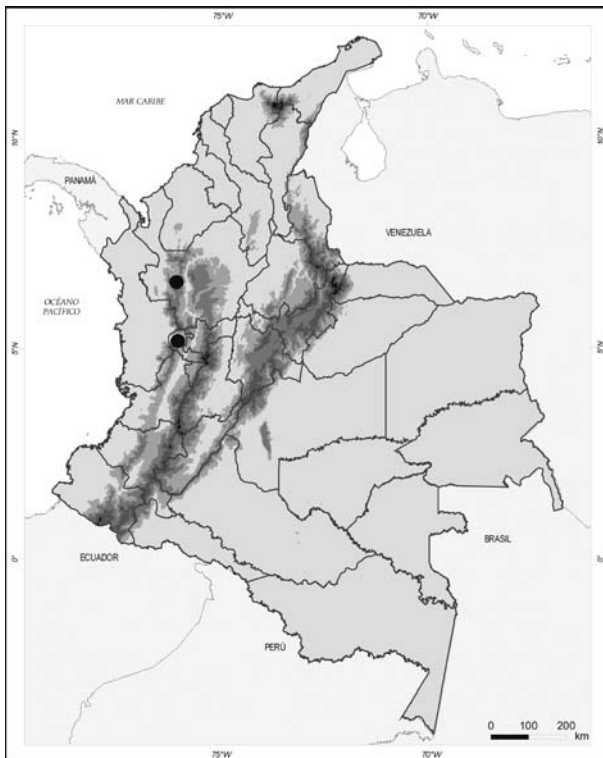 75°W
70°W
MAR CARIBE
10°N
10°N
PANAMÁ
VENEZUELA
OCÉANO
PACÍFICO
5°N
5°N
0°
0°
ECUADOR
BRASIL
PERÚ
0 100 200
km
75°W
70°W